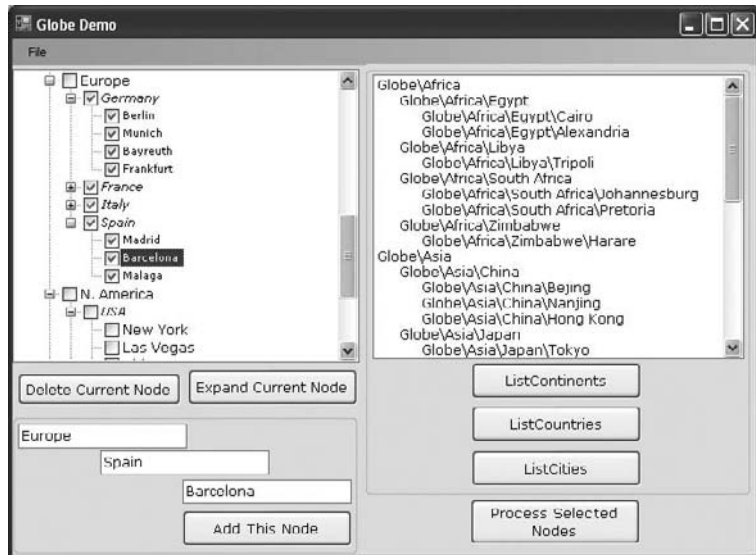 Globe Demo
File
Europe
Germany
Berlin
Munich
Bayreuth
Frankfurt
France
Italy
Spain
Madrid
Barcelona
Malaga
N. America
USA
New York
Las Vegas
Delete Current Node
Expand Current Node
Europe
Spain
Barcelona
Add This Node
Globe\Africa
Globe\Africa\Egypt
Globe\Africa\Egypt\Cairo
Globe\Africa\Egypt\Alexandria
Globe\Africa\Libya
Globe\Africa\Libya\Tripoli
Globe\Africa\South Africa
Globe\Africa\South Africa\Johannesburg
Globe\Africa\South Africa\Pretoria
Globe\Africa\Zimbabwe
Globe\Africa\Zimbabwe\Harare
Globe\Asia
Globe\Asia\China
Globe\Asia\China\Bejing
Globe\Asia\China\Nanjing
Globe\Asia\China\Hong Kong
Globe\Asia\Japan
Globe\Asia\Japan\Tokyo
ListContinents
ListCountries
ListCities
Process Selected
Nodes